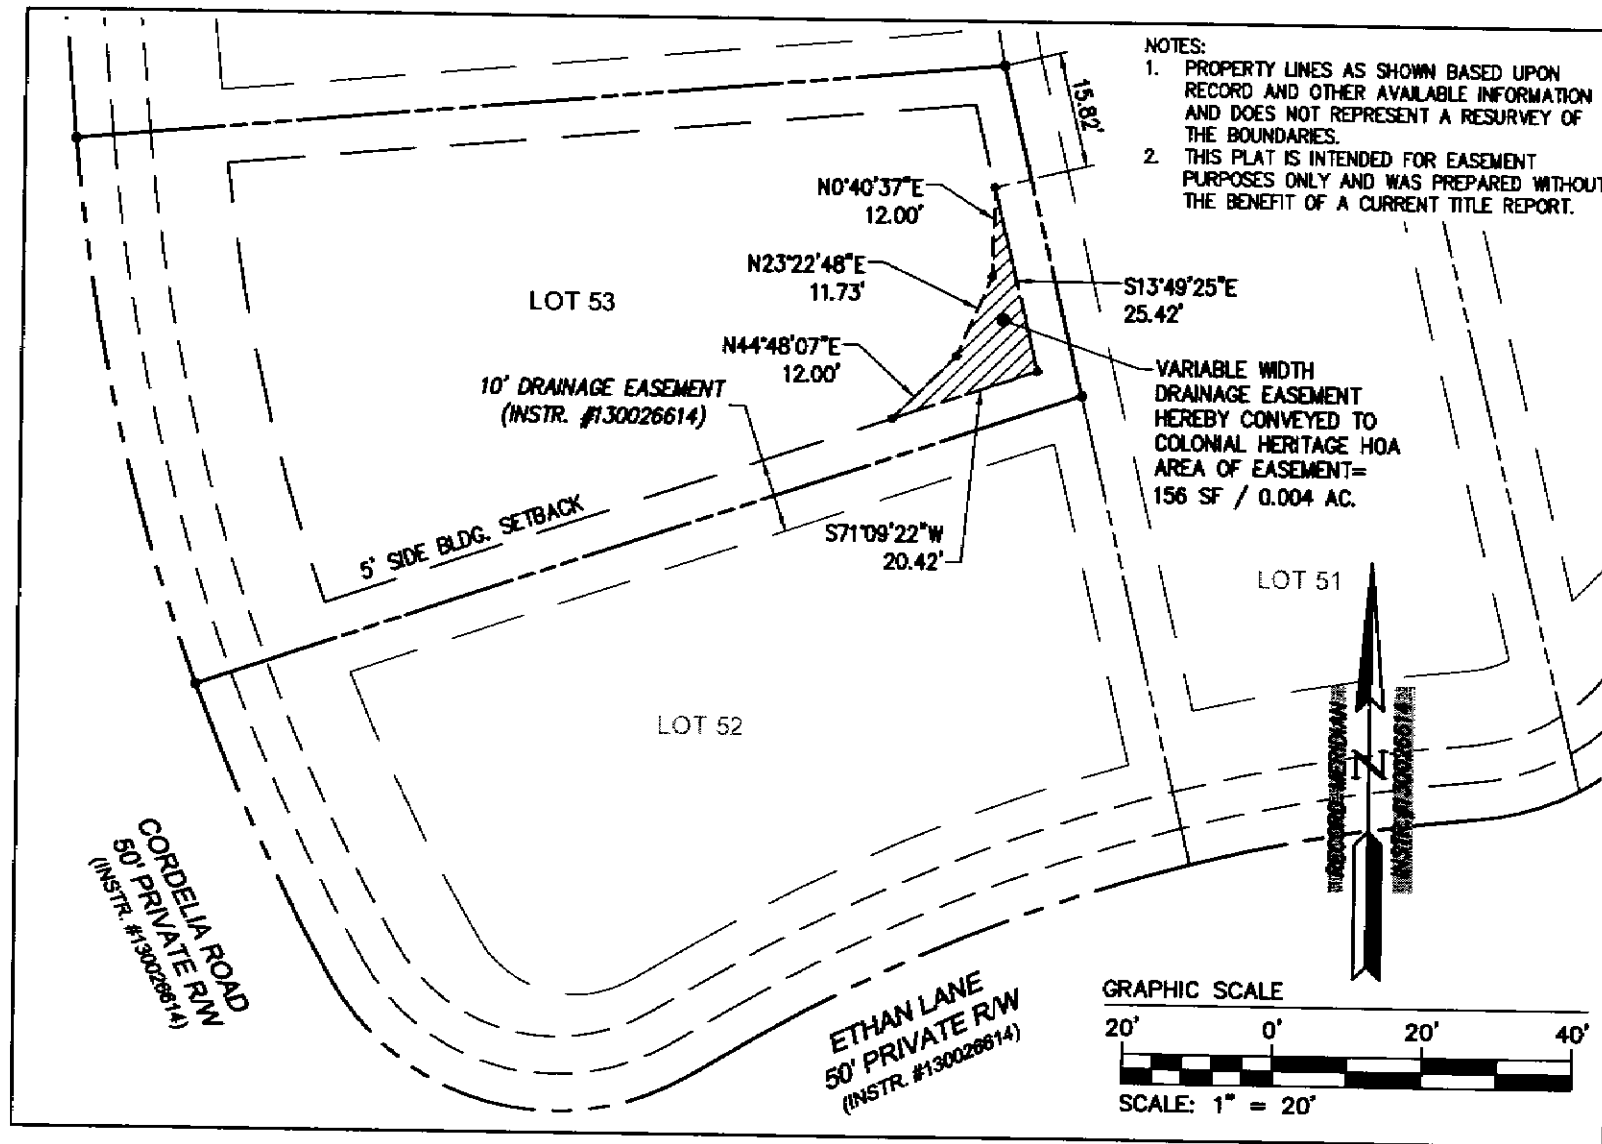 NOTES:
1. PROPERTY LINES AS SHOWN BASED UPON
RECORD AND OTHER AVAILABLE INFORMATION
AND DOES NOT REPRESENT A RESURVEY OF
THE BOUNDARIES.
2. THIS PLAT IS INTENDED FOR EASEMENT
PURPOSES ONLY AND WAS PREPARED WITHOUT
THE BENEFIT OF A CURRENT TITLE REPORT.
15.82'
N0°40'37"E
12.00'
N23°22'48"E
11.73'
N44°48'07"E
12.00'
S13°49'25"E
25.42'
LOT 53
10' DRAINAGE EASEMENT
(INSTR. #130026614)
VARIABLE WIDTH
DRAINAGE EASEMENT
HEREBY CONVEYED TO
COLONIAL HERITAGE HOA
AREA OF EASEMENT=
156 SF / 0.004 AC.
5' SIDE BLDG. SETBACK
S71°09'22"W
20.42'
LOT 51
LOT 52
RECORD MERIDIAN
N
INSTR. #130026614
CORDELIA ROAD
50' PRIVATE R/W
(INSTR. #130026614)
ETHAN LANE
50' PRIVATE R/W
(INSTR. #130026614)
GRAPHIC SCALE
20' 0' 20' 40'
SCALE: 1" = 20'